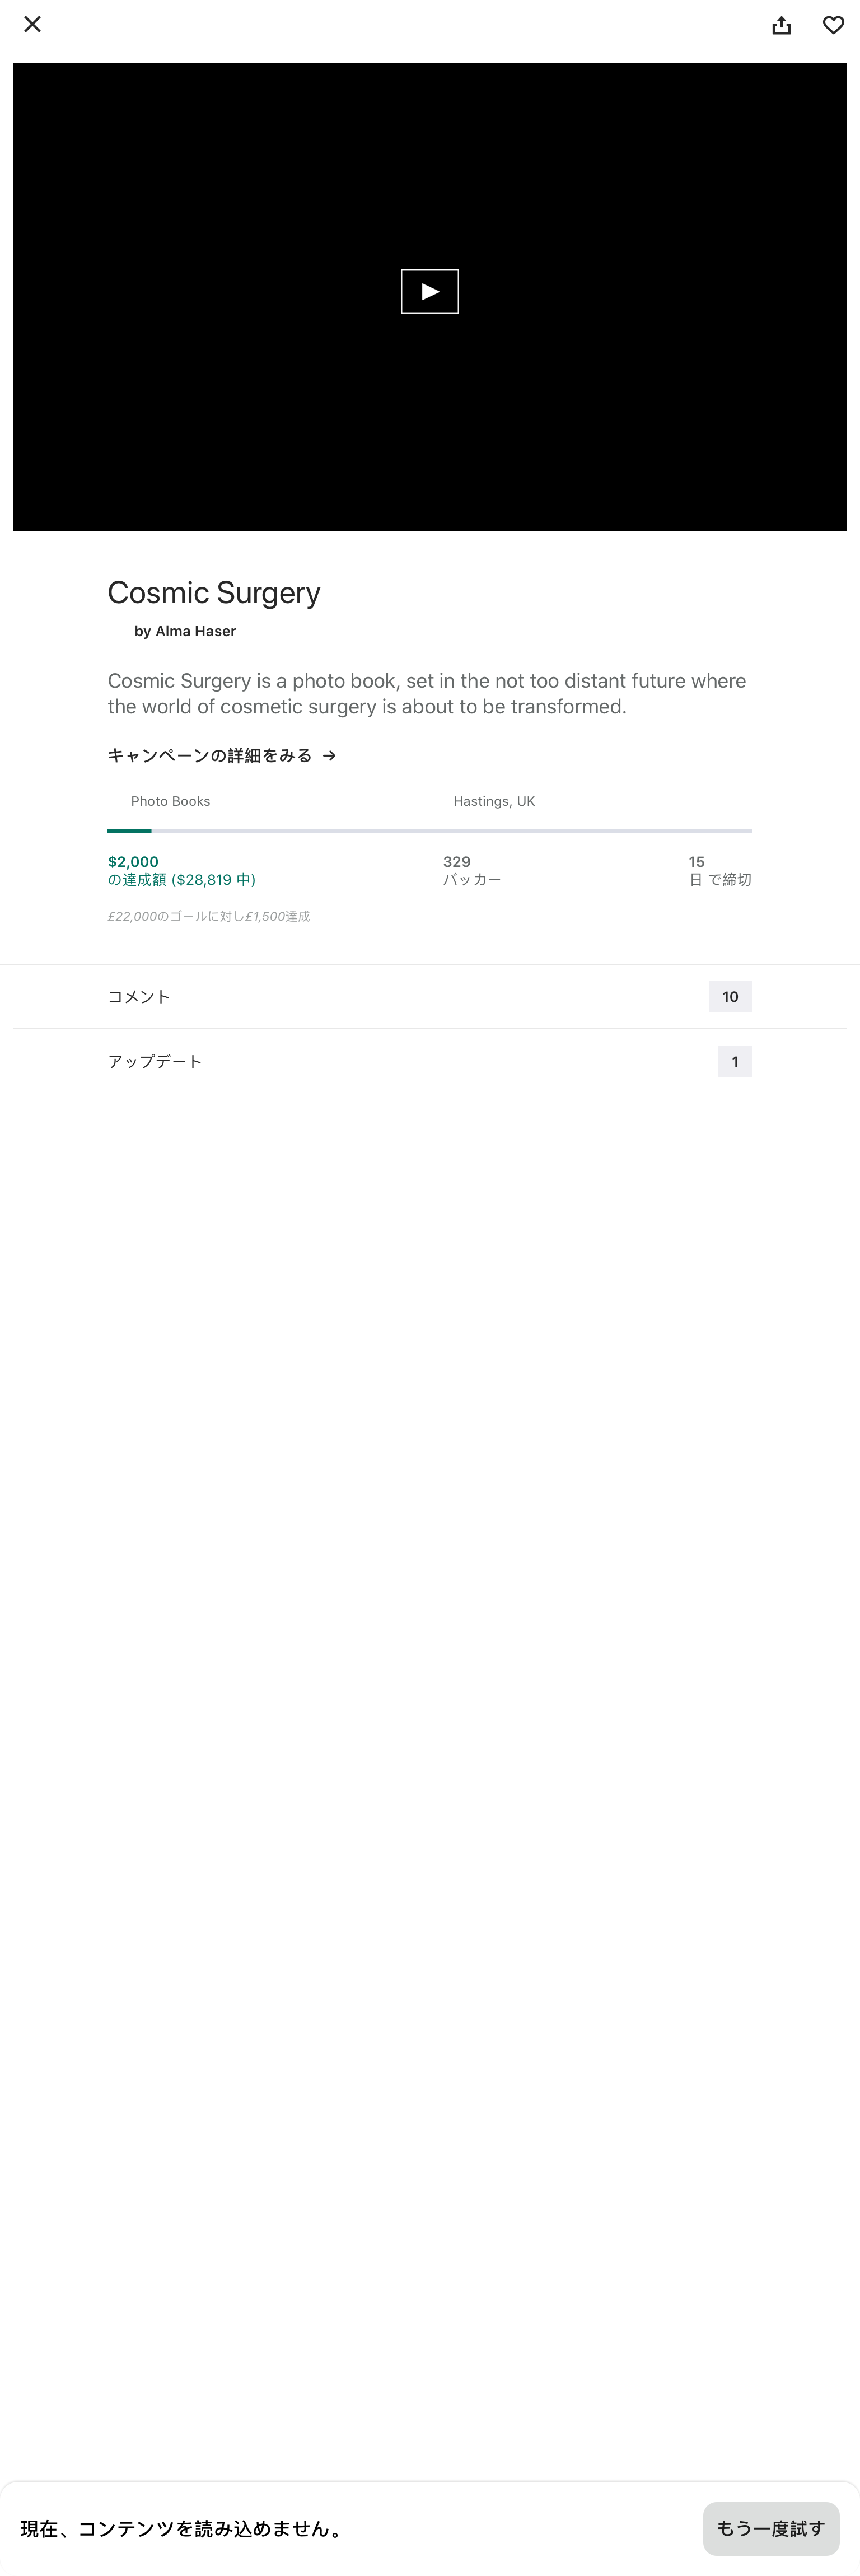 Cosmic Surgery
by Alma Haser
Cosmic Surgery is a photo book, set in the not too distant future where
the world of cosmetic surgery is about to be transformed.
キャンペーンの詳細をみる →
Photo Books
Hastings, UK
$2,000
の達成額 ($28,819 中)
329
バッカー
15
日 で締切
£22,000のゴールに対し£1,500達成
コメント
10
アップデート
1
現在、コンテンツを読み込めません。
もう一度試す